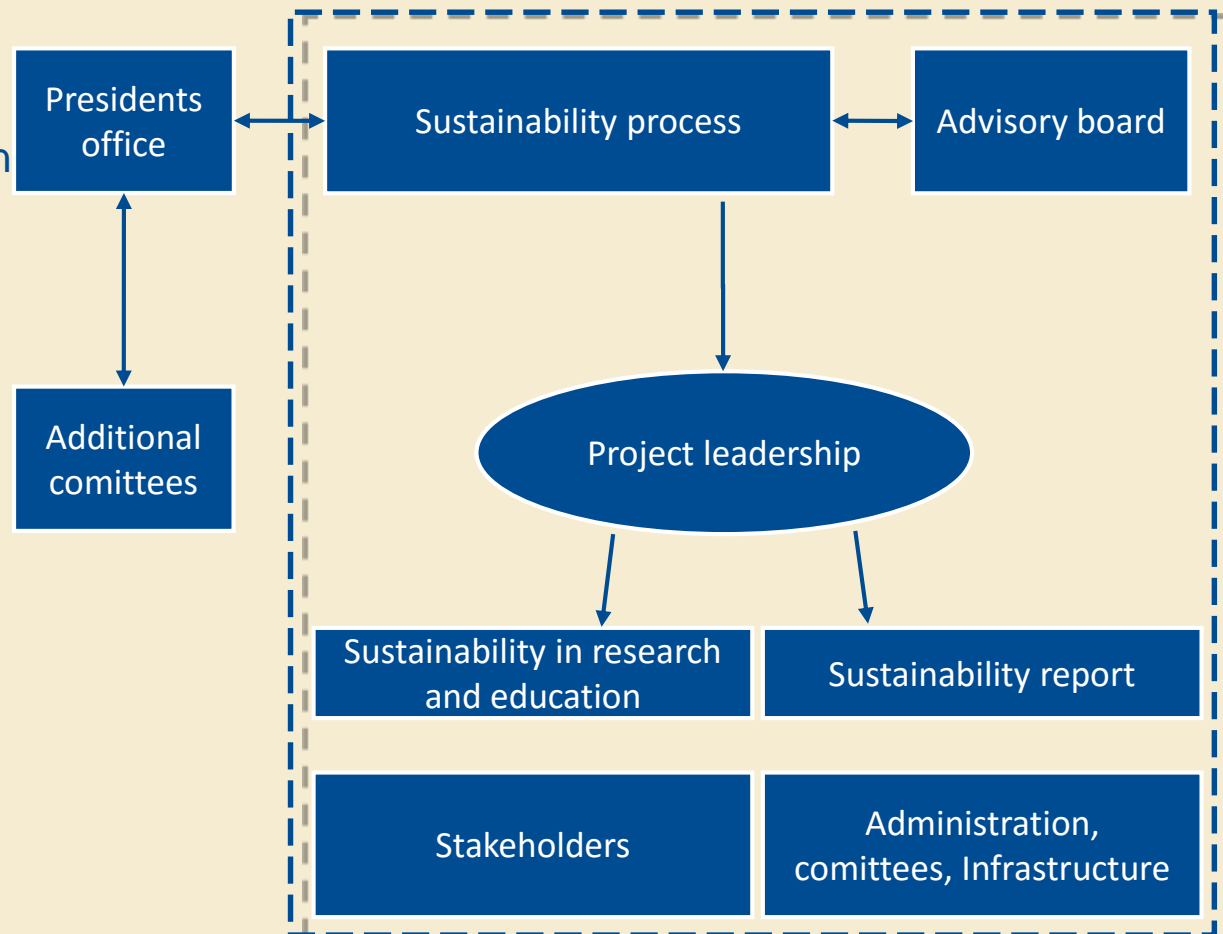 Presidents
office
Sustainability process
Advisory board
n
Additional
comittees
Project leadership
Sustainability in research
and education
Sustainability report
Stakeholders
Administration,
comittees, Infrastructure